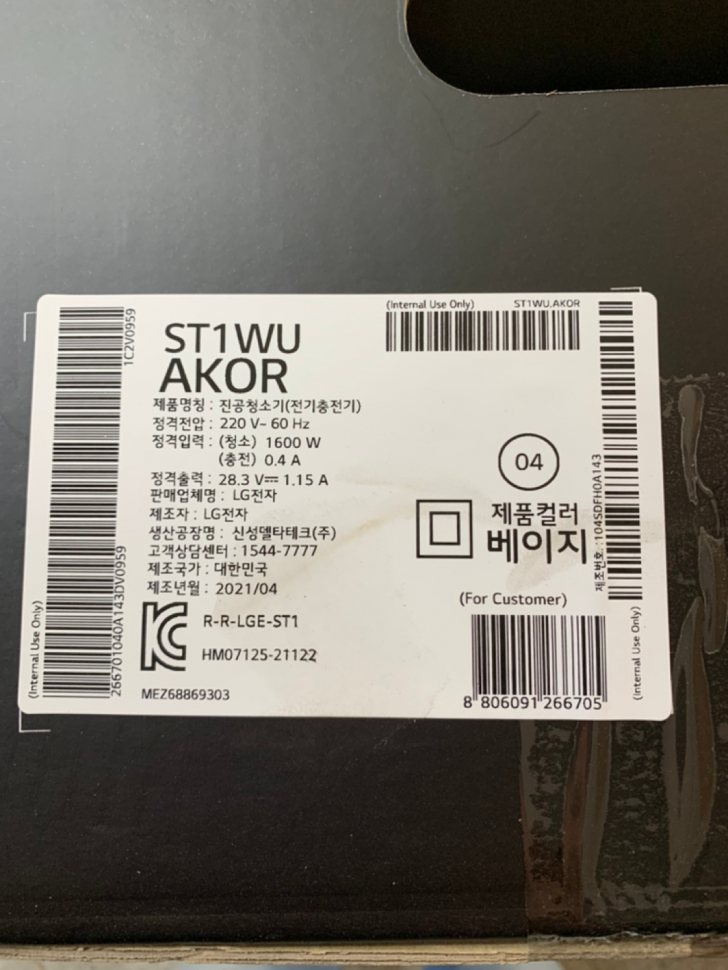 (Internal Use Only) ST1WU.AKOR
ST1WU
AKOR
제품명칭 : 진공청소기(전기충전기)
정격전압 : 220 V~ 60 Hz
정격입력 : (청소) 1600 W
(충전) 0.4 A
정격출력 : 28.3 V⎓ 1.15 A
판매업체명 : LG전자
제조자 : LG전자
생산공장명 : 신성델타테크(주)
고객상담센터 : 1544-7777
제조국가 : 대한민국
제조년월 : 2021/04
R-R-LGE-ST1
HM07125-21122
MEZ68869303
04
제품컬러
베이지
(For Customer)
8 806091 266705
1C2V0959
266701040A143DV0959
(Internal Use Only)
제조번호 : 104SDFH0A143
(Internal Use Only)